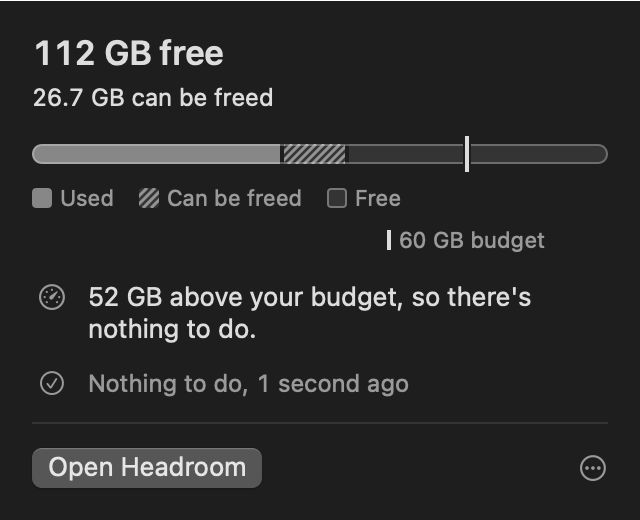 112 GB free
26.7 GB can be freed
Used Can be freed Free
60 GB budget
52 GB above your budget, so there's
nothing to do.
Nothing to do, 1 second ago
Open Headroom